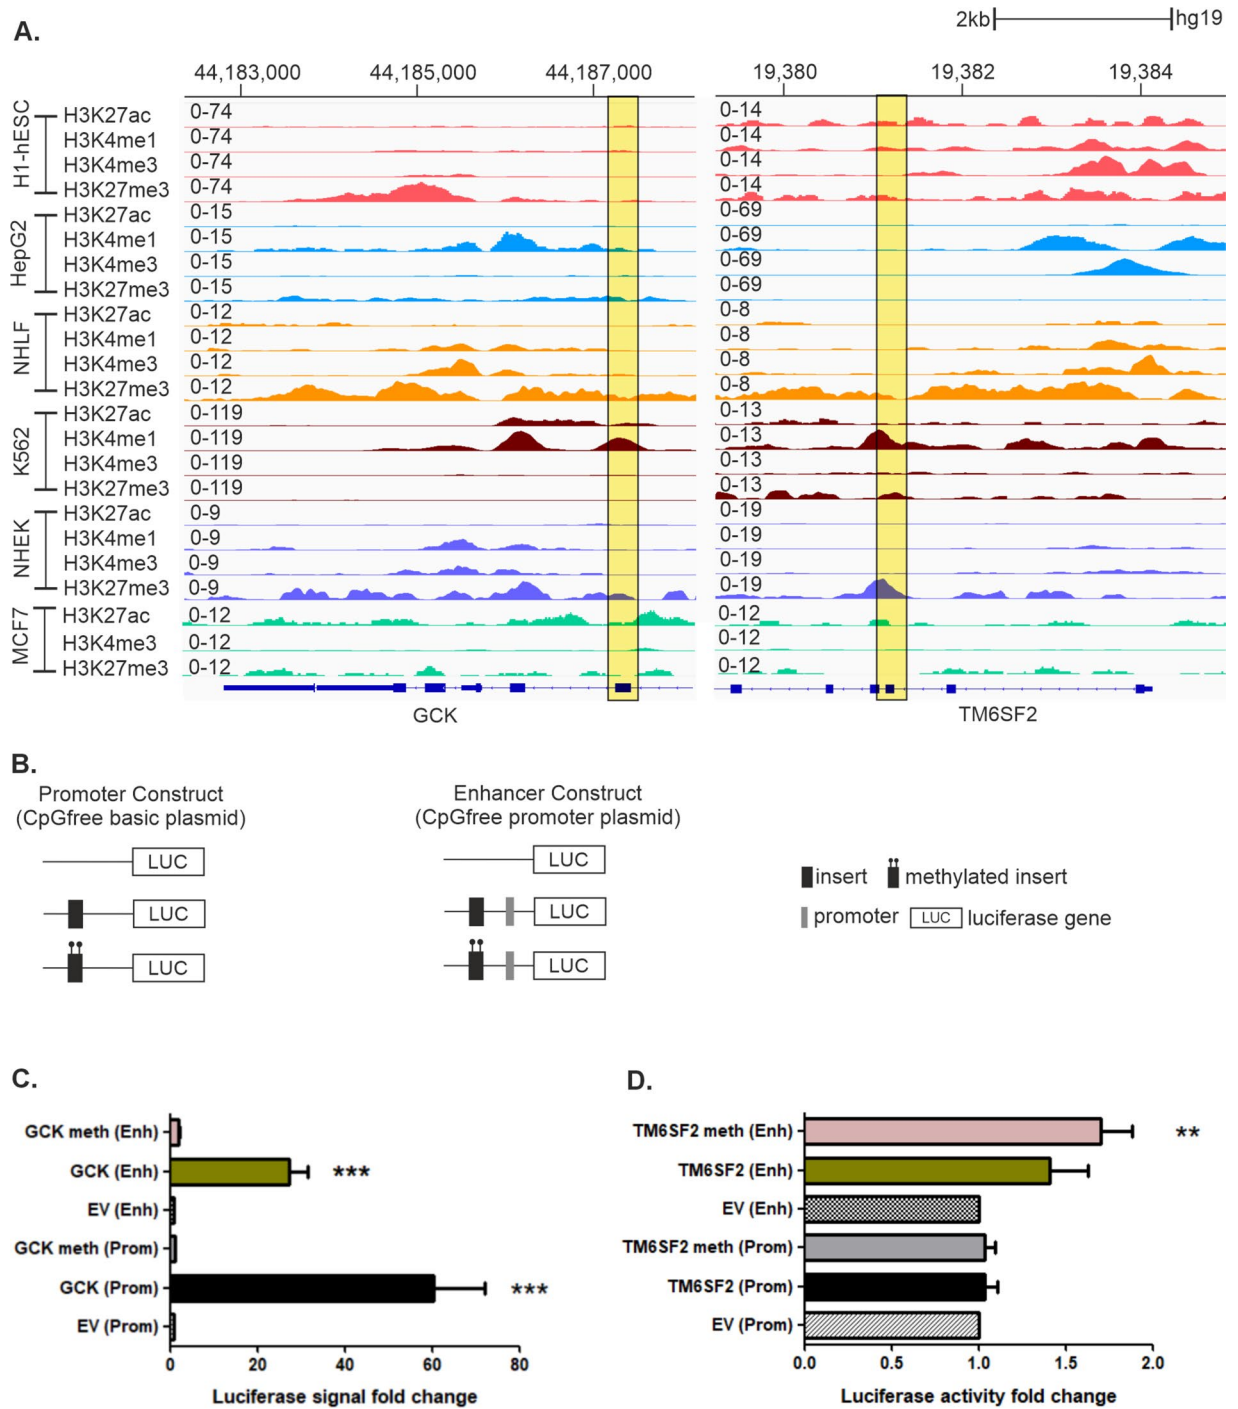 A.
2kb hg19
44,183,000 44,185,000 44,187,000 19,380 19,382 19,384
H1-hESC
H3K27ac 0-74 0-14
H3K4me1 0-74 0-14
H3K4me3 0-74 0-14
H3K27me3 0-74 0-14
HepG2
H3K27ac 0-15 0-69
H3K4me1 0-15 0-69
H3K4me3 0-15 0-69
H3K27me3 0-15 0-69
NHLF
H3K27ac 0-12 0-8
H3K4me1 0-12 0-8
H3K4me3 0-12 0-8
H3K27me3 0-12 0-8
K562
H3K27ac 0-119 0-13
H3K4me1 0-119 0-13
H3K4me3 0-119 0-13
H3K27me3 0-119 0-13
NHEK
H3K27ac 0-9 0-19
H3K4me1 0-9 0-19
H3K4me3 0-9 0-19
H3K27me3 0-9 0-19
MCF7
H3K27ac 0-12 0-12
H3K4me3 0-12 0-12
H3K27me3 0-12 0-12
GCK TM6SF2
B.
Promoter Construct
(CpGfree basic plasmid)
LUC
LUC
LUC
Enhancer Construct
(CpGfree promoter plasmid)
LUC
LUC
LUC
insert methylated insert
promoter LUC luciferase gene
C.
GCK meth (Enh)
GCK (Enh) ***
EV (Enh)
GCK meth (Prom)
GCK (Prom) ***
EV (Prom)
0 20 40 60 80
Luciferase signal fold change
D.
TM6SF2 meth (Enh) **
TM6SF2 (Enh)
EV (Enh)
TM6SF2 meth (Prom)
TM6SF2 (Prom)
EV (Prom)
0.0 0.5 1.0 1.5 2.0
Luciferase activity fold change